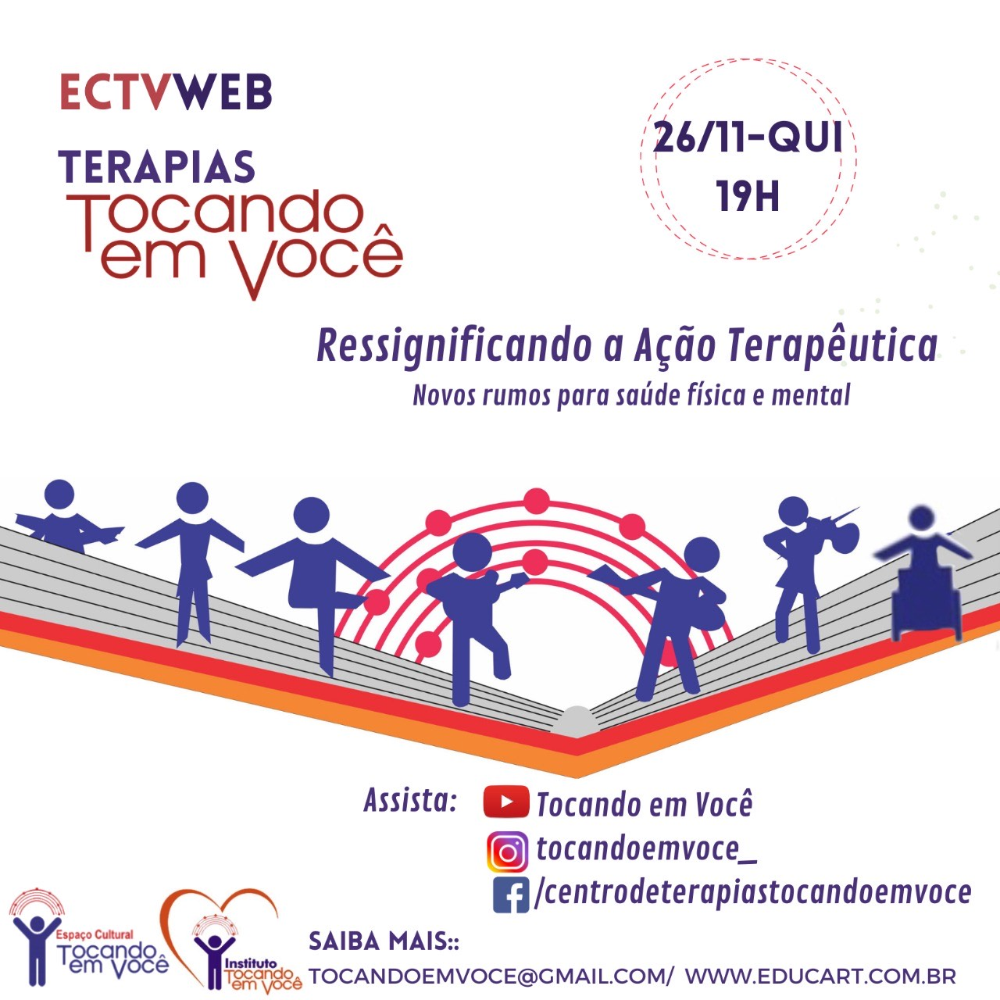 ECTVWEB
TERAPIAS
Tocando
em Você
26/11-QUI
19H
Ressignificando a Ação Terapêutica
Novos rumos para saúde física e mental
Assista:
Tocando em Você
tocandoemvoce_
/centrodeterapiastocandoemvoce
Espaço Cultural
Tocando
em Você
Instituto
Tocando
em Você
SAIBA MAIS::
TOCANDOEMVOCE@GMAIL.COM/ WWW.EDUCART.COM.BR